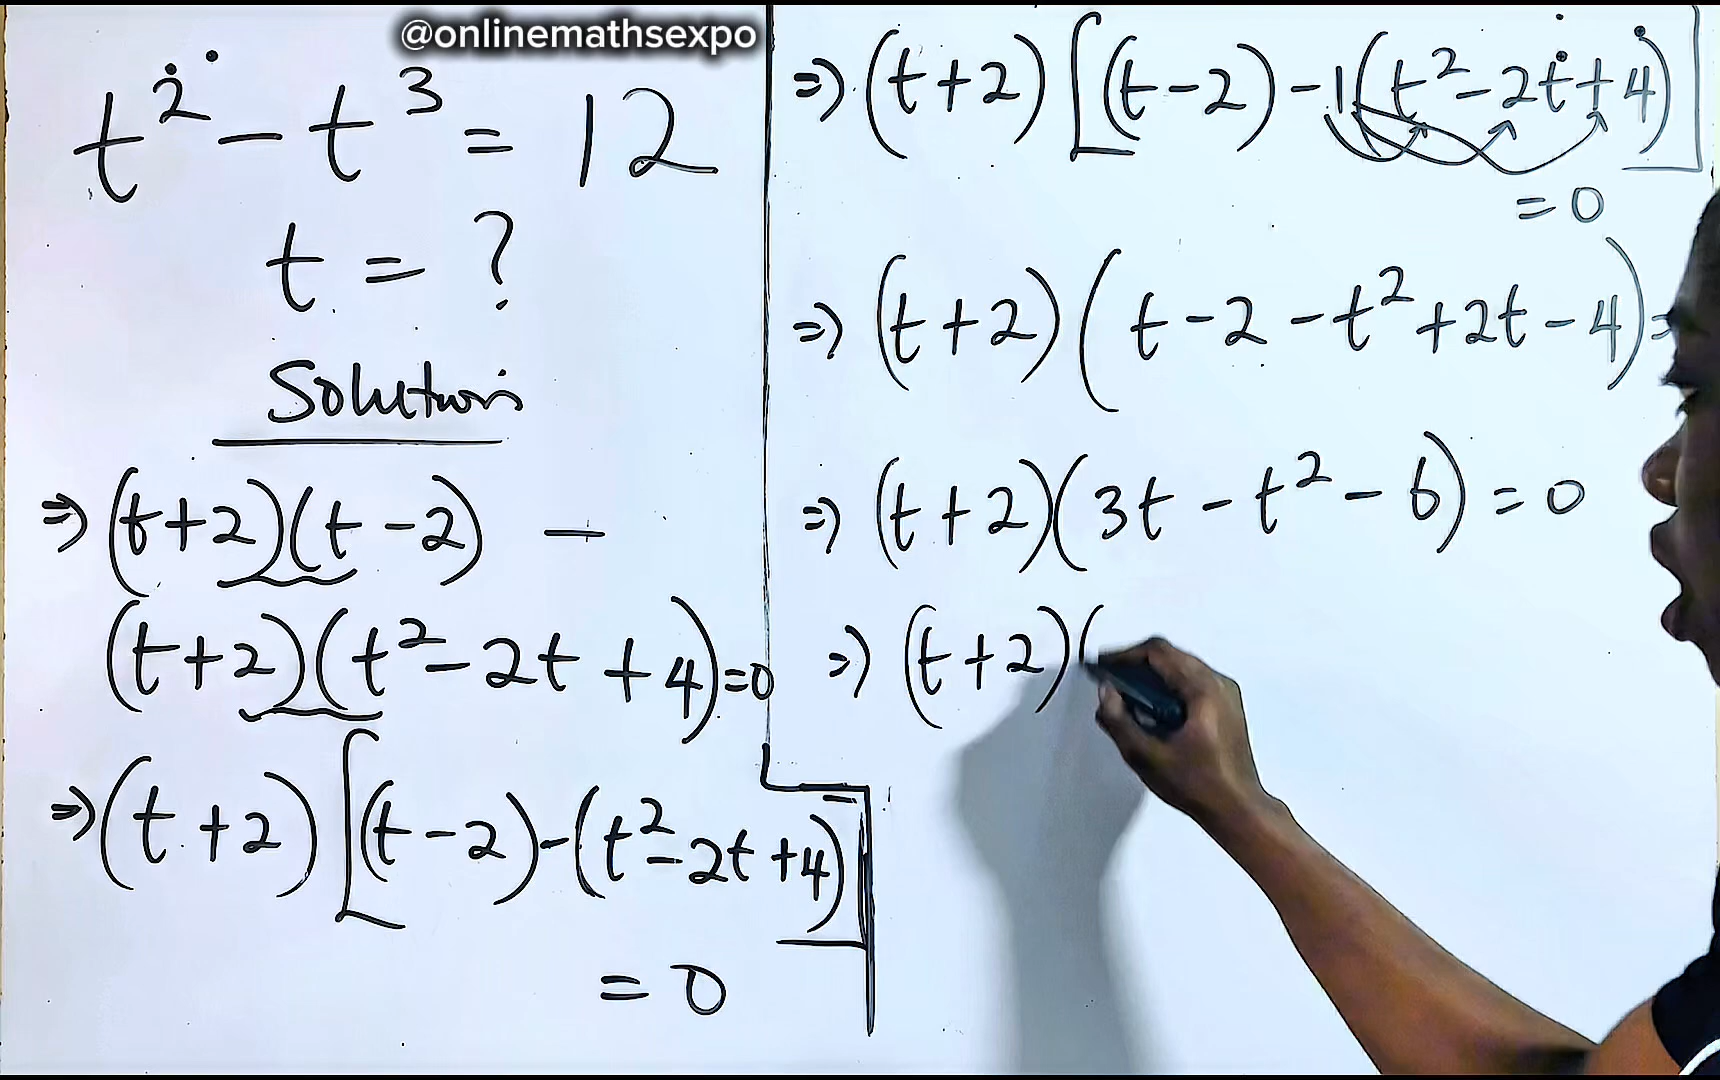 @onlinemathsexpo
t² - t³ = 12
t = ?
Solution
⇒ (t+2)(t-2) -
(t+2)(t²-2t+4)=0
⇒ (t+2)[(t-2)-(t²-2t+4)]
= 0
⇒ (t+2)[(t-2)-1(t²-2t+4)]
= 0
⇒ (t+2)(t-2-t²+2t-4)=
⇒ (t+2)(3t-t²-6)=0
⇒ (t+2)(